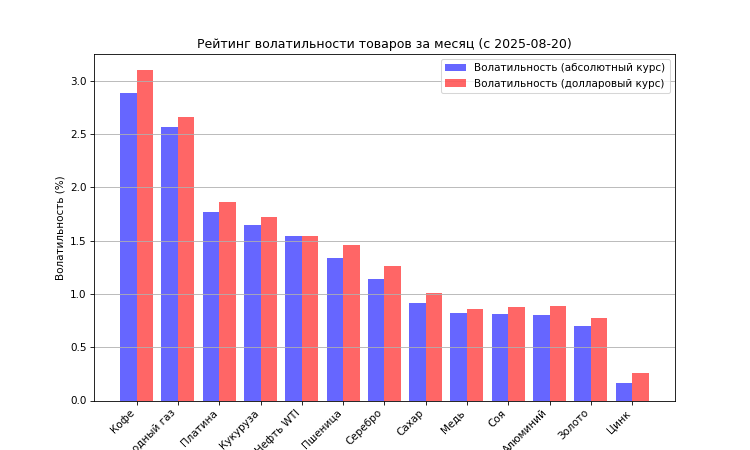 Рейтинг волатильности товаров за месяц (с 2025-08-20)
Волатильность (абсолютный курс)
Волатильность (долларовый курс)
Волатильность (%)
3.0
2.5
2.0
1.5
1.0
0.5
0.0
Кофе
газ
Платина
Кукуруза
Нефть WTI
Пшеница
Серебро
Сахар
Медь
Соя
Алюминий
Золото
Цинк